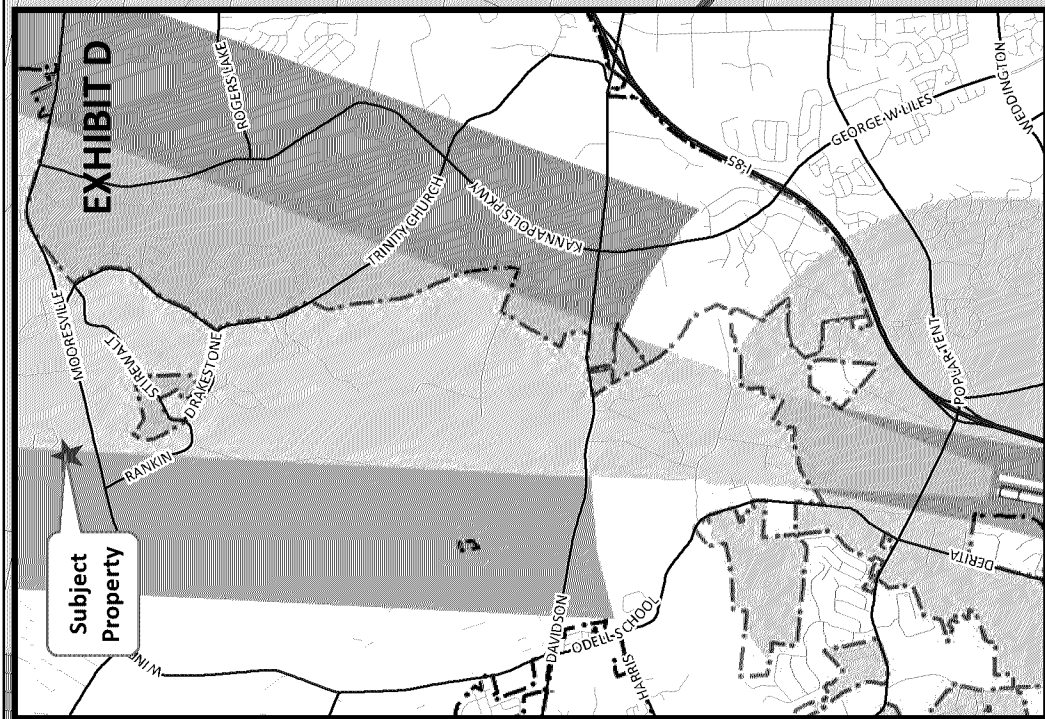 EXHIBIT D
ROGERS LAKE
MOORESVILLE
STIREWALT
DRAKESTONE
RANKIN
TRINITY CHURCH
KANNAPOLIS PKWY
I-85
GEORGE W LILES
WEDDINGTON
POPLAR TENT
Subject
Property
DAVIDSON
ODELL SCHOOL
HARRIS
DERITA